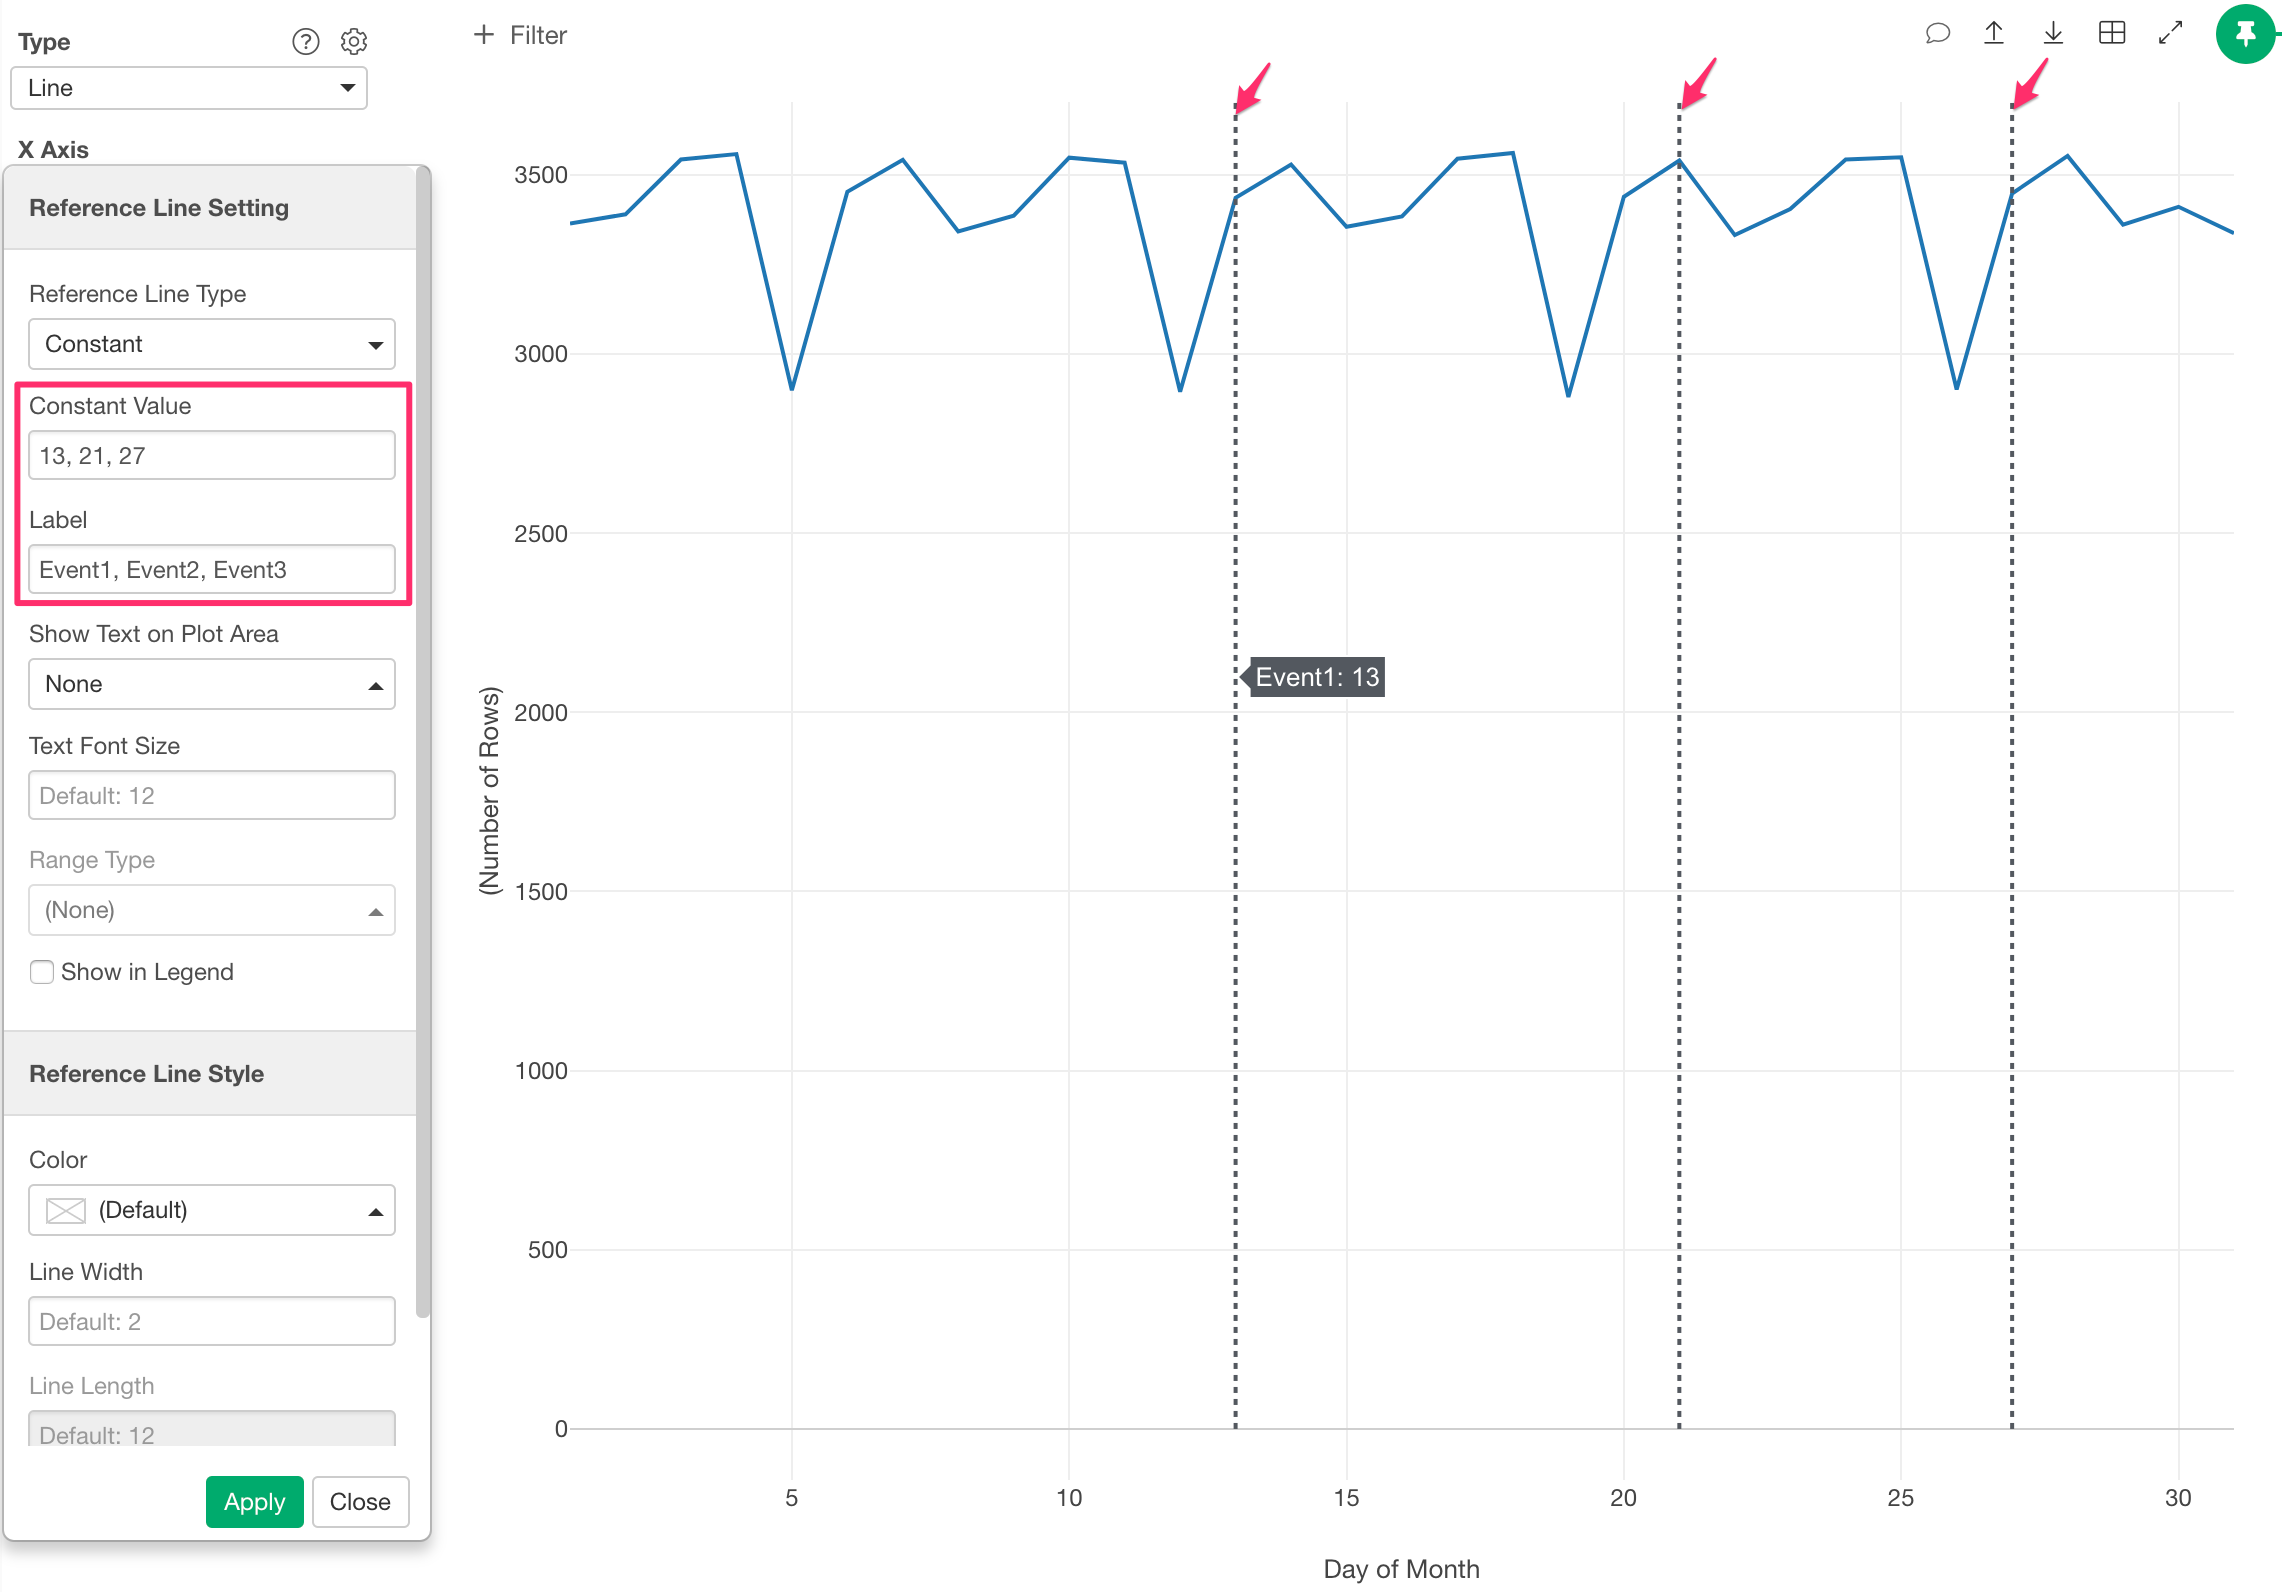 Type
?
Line
X Axis
Reference Line Setting
Reference Line Type
Constant
Constant Value
13, 21, 27
Label
Event1, Event2, Event3
Show Text on Plot Area
None
Text Font Size
Default: 12
Range Type
(None)
Show in Legend
Reference Line Style
Color
(Default)
Line Width
Default: 2
Line Length
Default: 12
Apply
Close
+ Filter
(Number of Rows)
3500
3000
2500
2000
1500
1000
500
0
Event1: 13
5
10
15
20
25
30
Day of Month